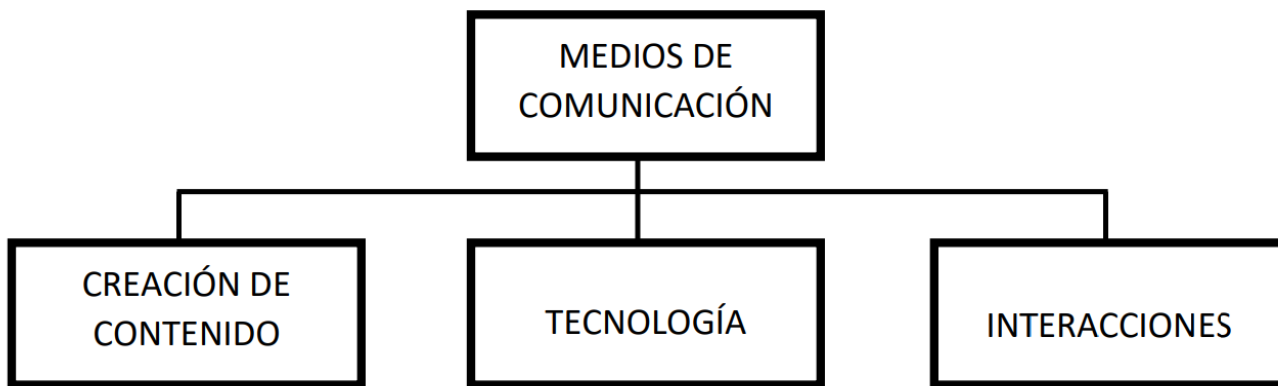 MEDIOS DE
COMUNICACIÓN
CREACIÓN DE
CONTENIDO
TECNOLOGÍA
INTERACCIONES